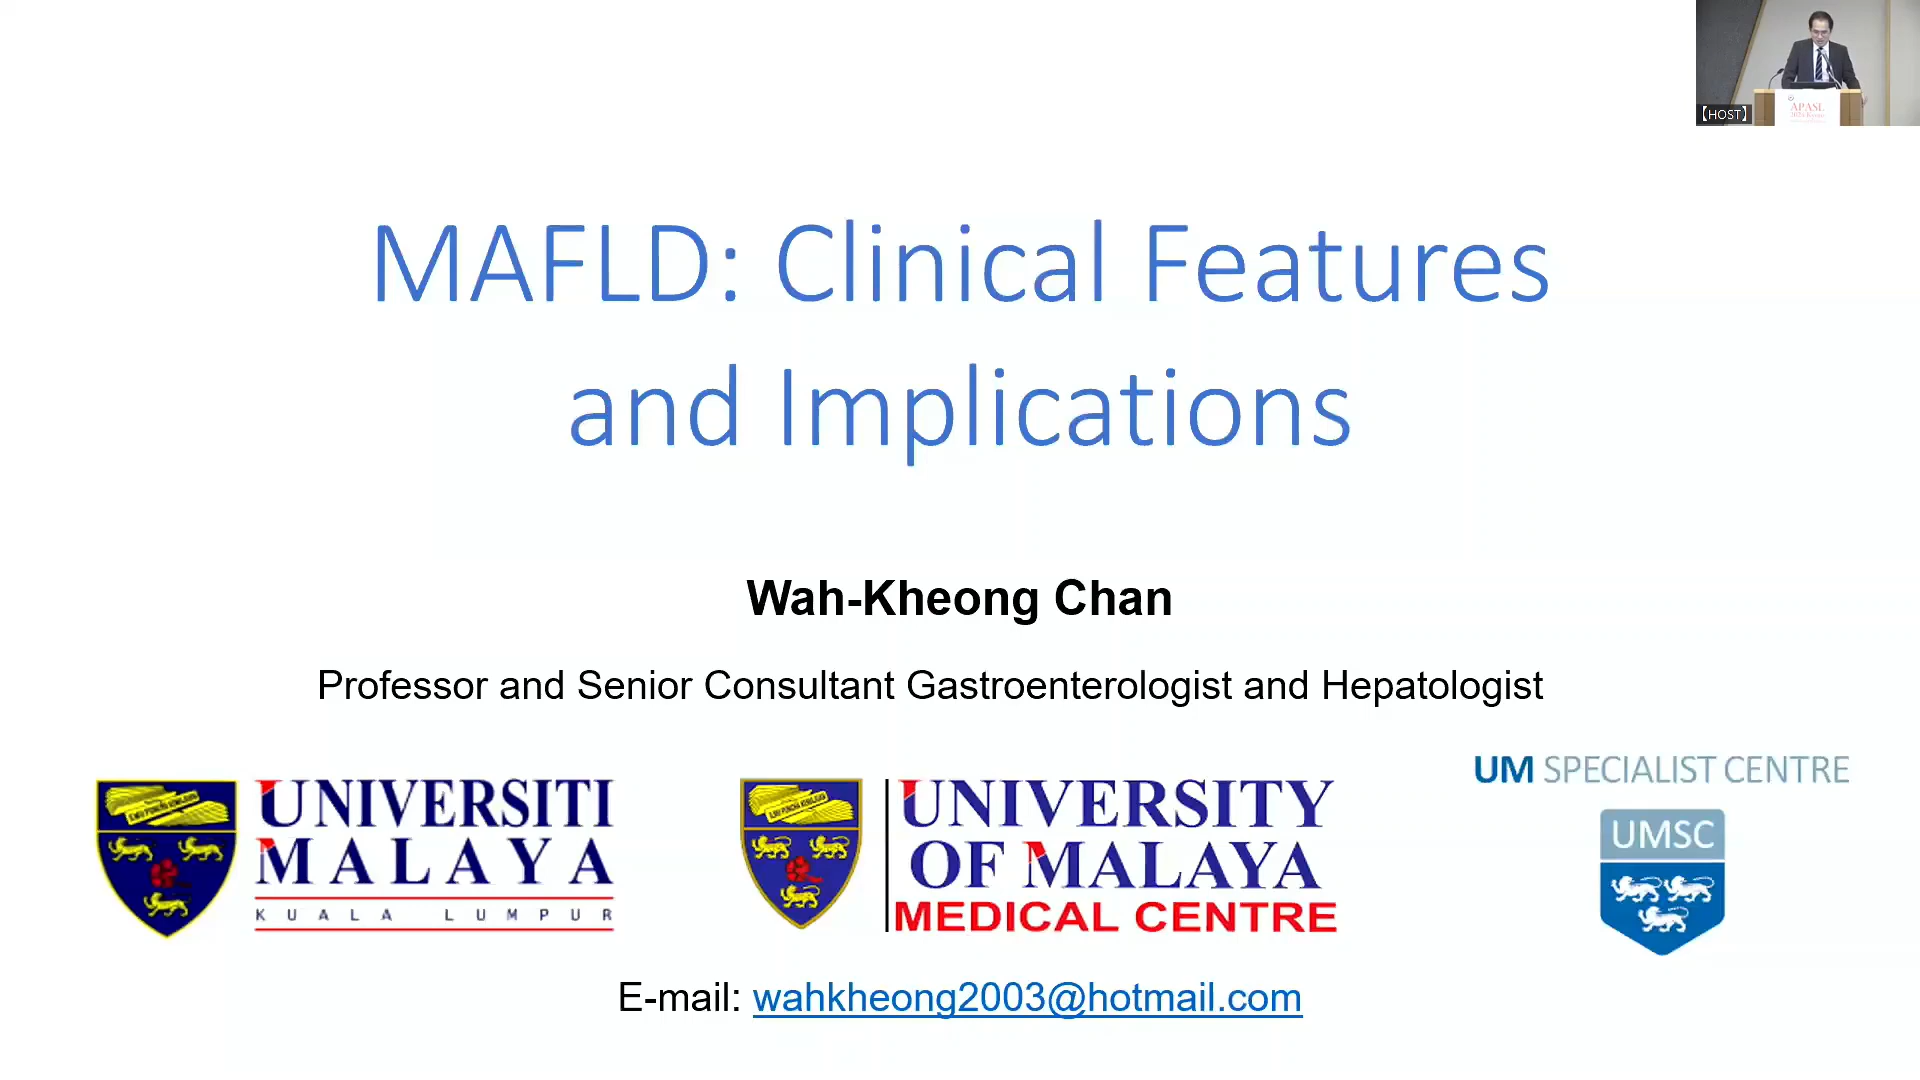 【HOST】
APASL
MAFLD: Clinical Features
and Implications
Wah-Kheong Chan
Professor and Senior Consultant Gastroenterologist and Hepatologist
UNIVERSITI
MALAYA
KUALA LUMPUR
UNIVERSITY
OF MALAYA
MEDICAL CENTRE
UM SPECIALIST CENTRE
UMSC
E-mail: wahkheong2003@hotmail.com